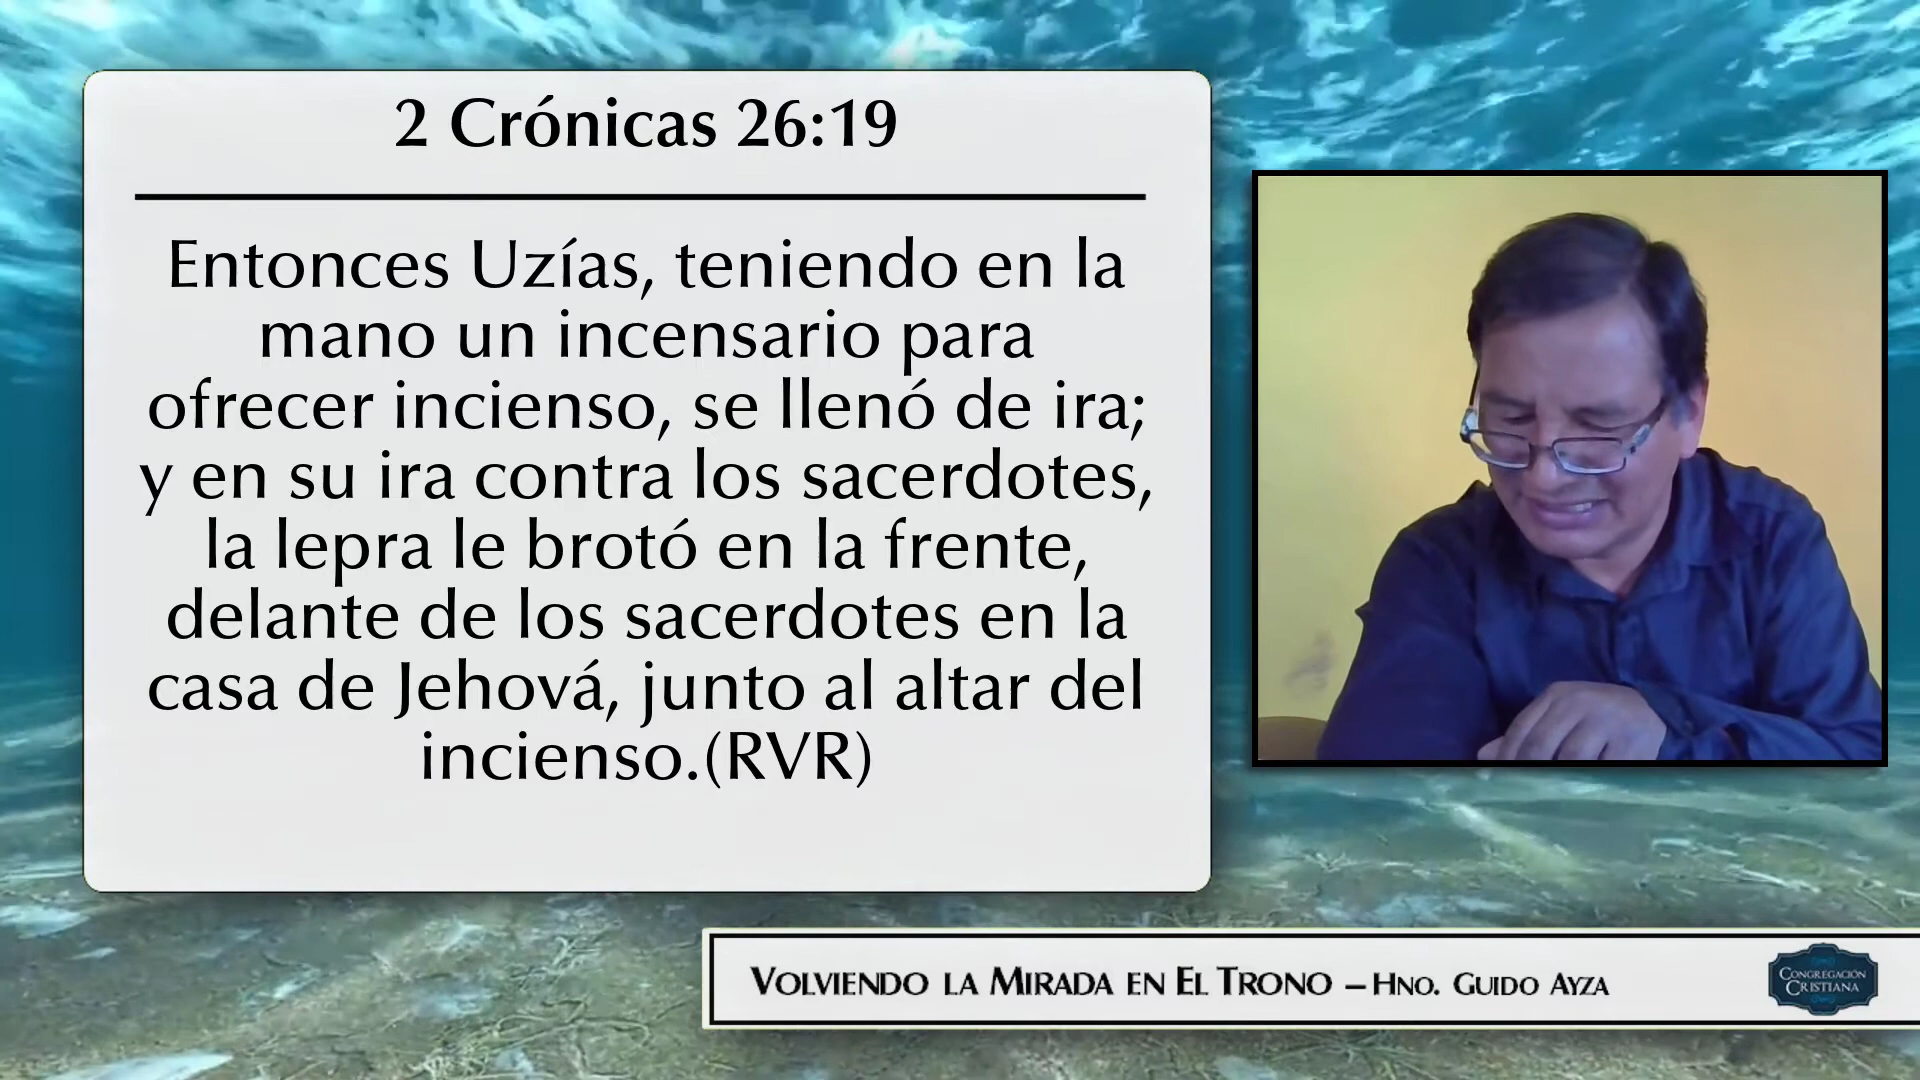 2 Crónicas 26:19
Entonces Uzías, teniendo en la
mano un incensario para
ofrecer incienso, se llenó de ira;
y en su ira contra los sacerdotes,
la lepra le brotó en la frente,
delante de los sacerdotes en la
casa de Jehová, junto al altar del
incienso.(RVR)
Volviendo la Mirada en El Trono – Hno. Guido Ayza
Congregación
Cristiana